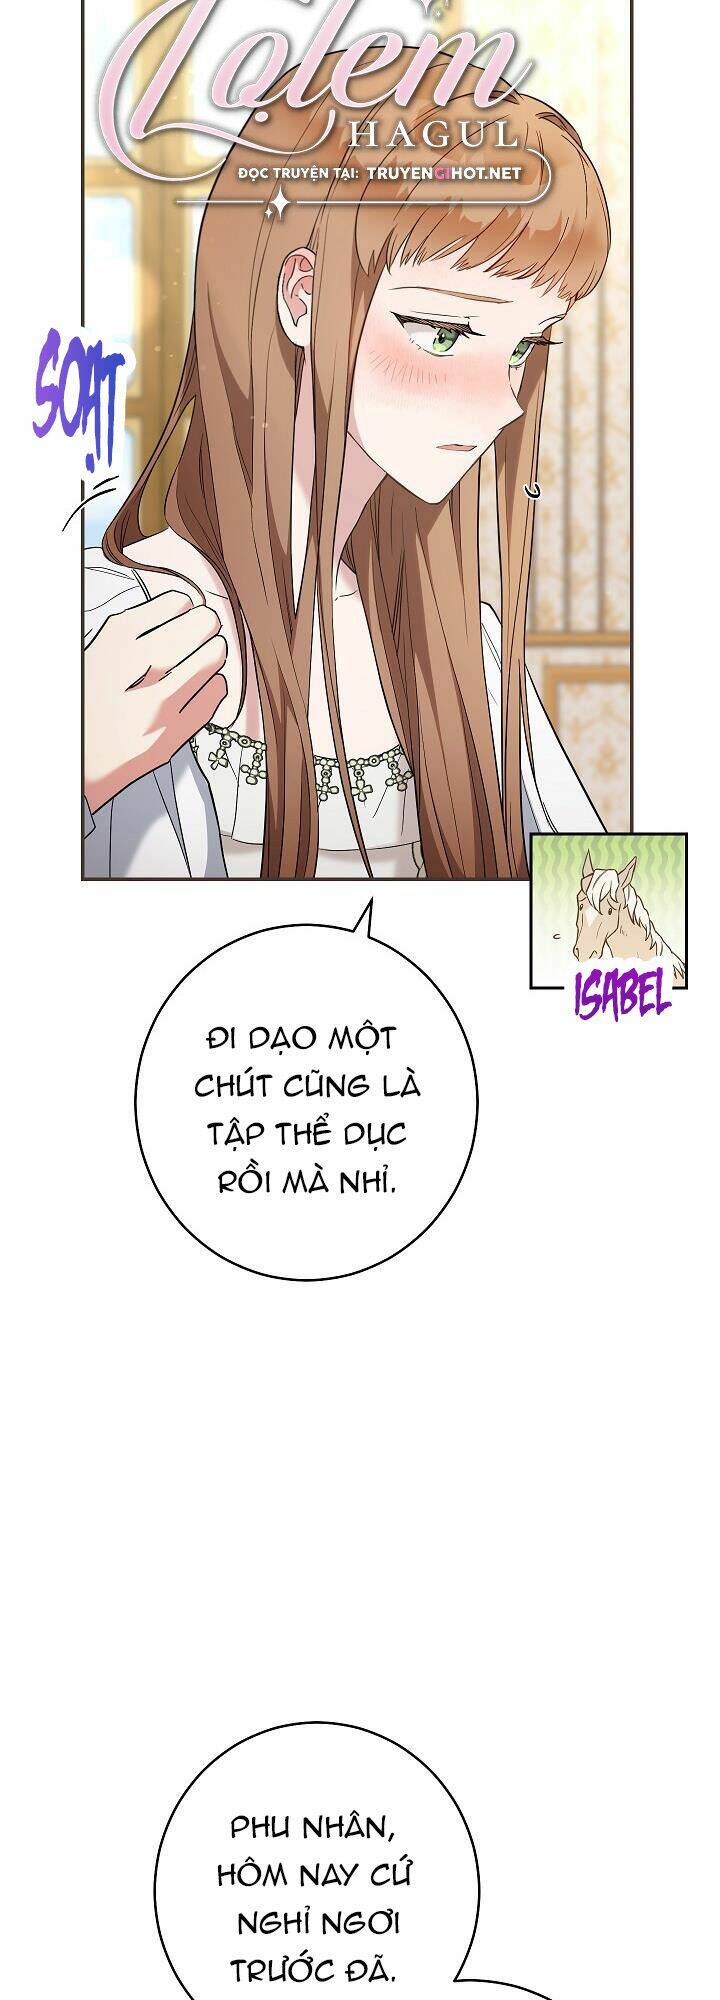 Lọlem
HAGUL
ĐỌC TRUYỆN TẠI: TRUYENGIHOT.NET
SOẠT
ISABEL
ĐI DẠO MỘT
CHÚT CŨNG LÀ
TẬP THỂ DỤC
RỒI MÀ NHỈ.
PHU NHÂN,
HÔM NAY CỨ
NGHỈ NGƠI
TRƯỚC ĐÃ.